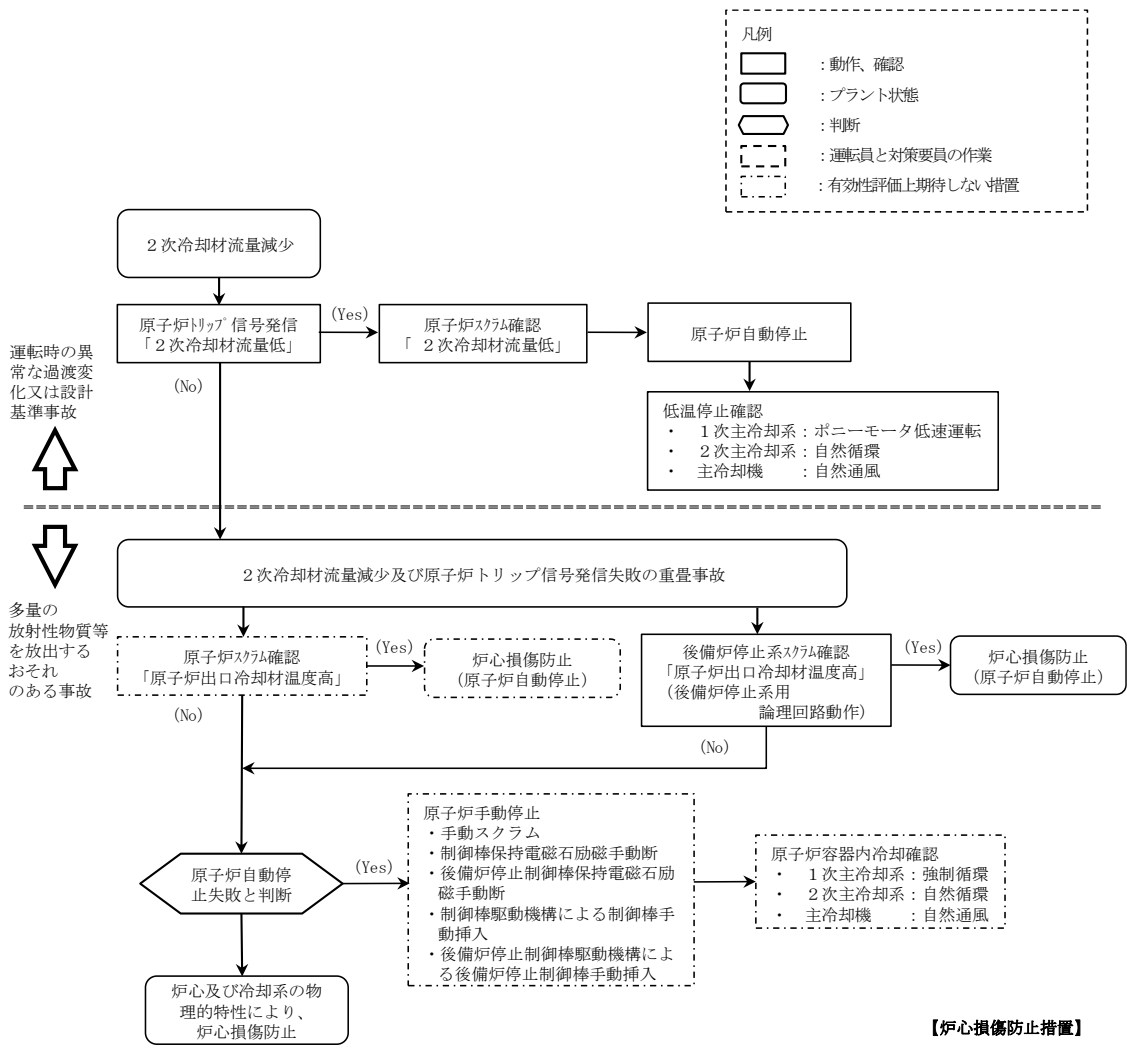 凡例
：動作、確認
：プラント状態
：判断
：運転員と対策要員の作業
：有効性評価上期待しない措置
２次冷却材流量減少
原子炉ﾄﾘｯﾌﾟ信号発信
「２次冷却材流量低」
(Yes)
原子炉ｽｸﾗﾑ確認
「 ２次冷却材流量低」
原子炉自動停止
(No)
運転時の異
常な過渡変
化又は設計
基準事故
低温停止確認
・ １次主冷却系：ポニーモータ低速運転
・ ２次主冷却系：自然循環
・ 主冷却機 ：自然通風
２次冷却材流量減少及び原子炉トリップ信号発信失敗の重畳事故
多量の
放射性物質等
を放出する
おそれ
のある事故
原子炉ｽｸﾗﾑ確認
「原子炉出口冷却材温度高」
(Yes)
炉心損傷防止
（原子炉自動停止）
後備炉停止系スクラム確認
「原子炉出口冷却材温度高」
（後備炉停止系用
論理回路動作）
(Yes)
炉心損傷防止
（原子炉自動停止）
(No)
(No)
原子炉自動停
止失敗と判断
(Yes)
原子炉手動停止
・手動スクラム
・制御棒保持電磁石励磁手動断
・後備炉停止制御棒保持電磁石励
磁手動断
・制御棒駆動機構による制御棒手
動挿入
・後備炉停止制御棒駆動機構によ
る後備炉停止制御棒手動挿入
原子炉容器内冷却確認
・ １次主冷却系：強制循環
・ ２次主冷却系：自然循環
・ 主冷却機 ：自然通風
炉心及び冷却系の物
理的特性により、
炉心損傷防止
【炉心損傷防止措置】